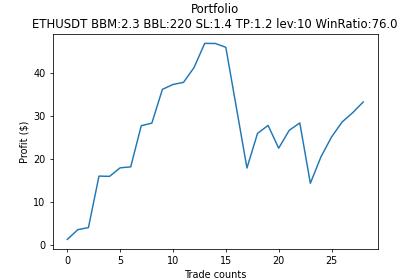 Portfolio
ETHUSDT BBM:2.3 BBL:220 SL:1.4 TP:1.2 lev:10 WinRatio:76.0
40
30
20
10
0
Profit ($)
0 5 10 15 20 25
Trade counts